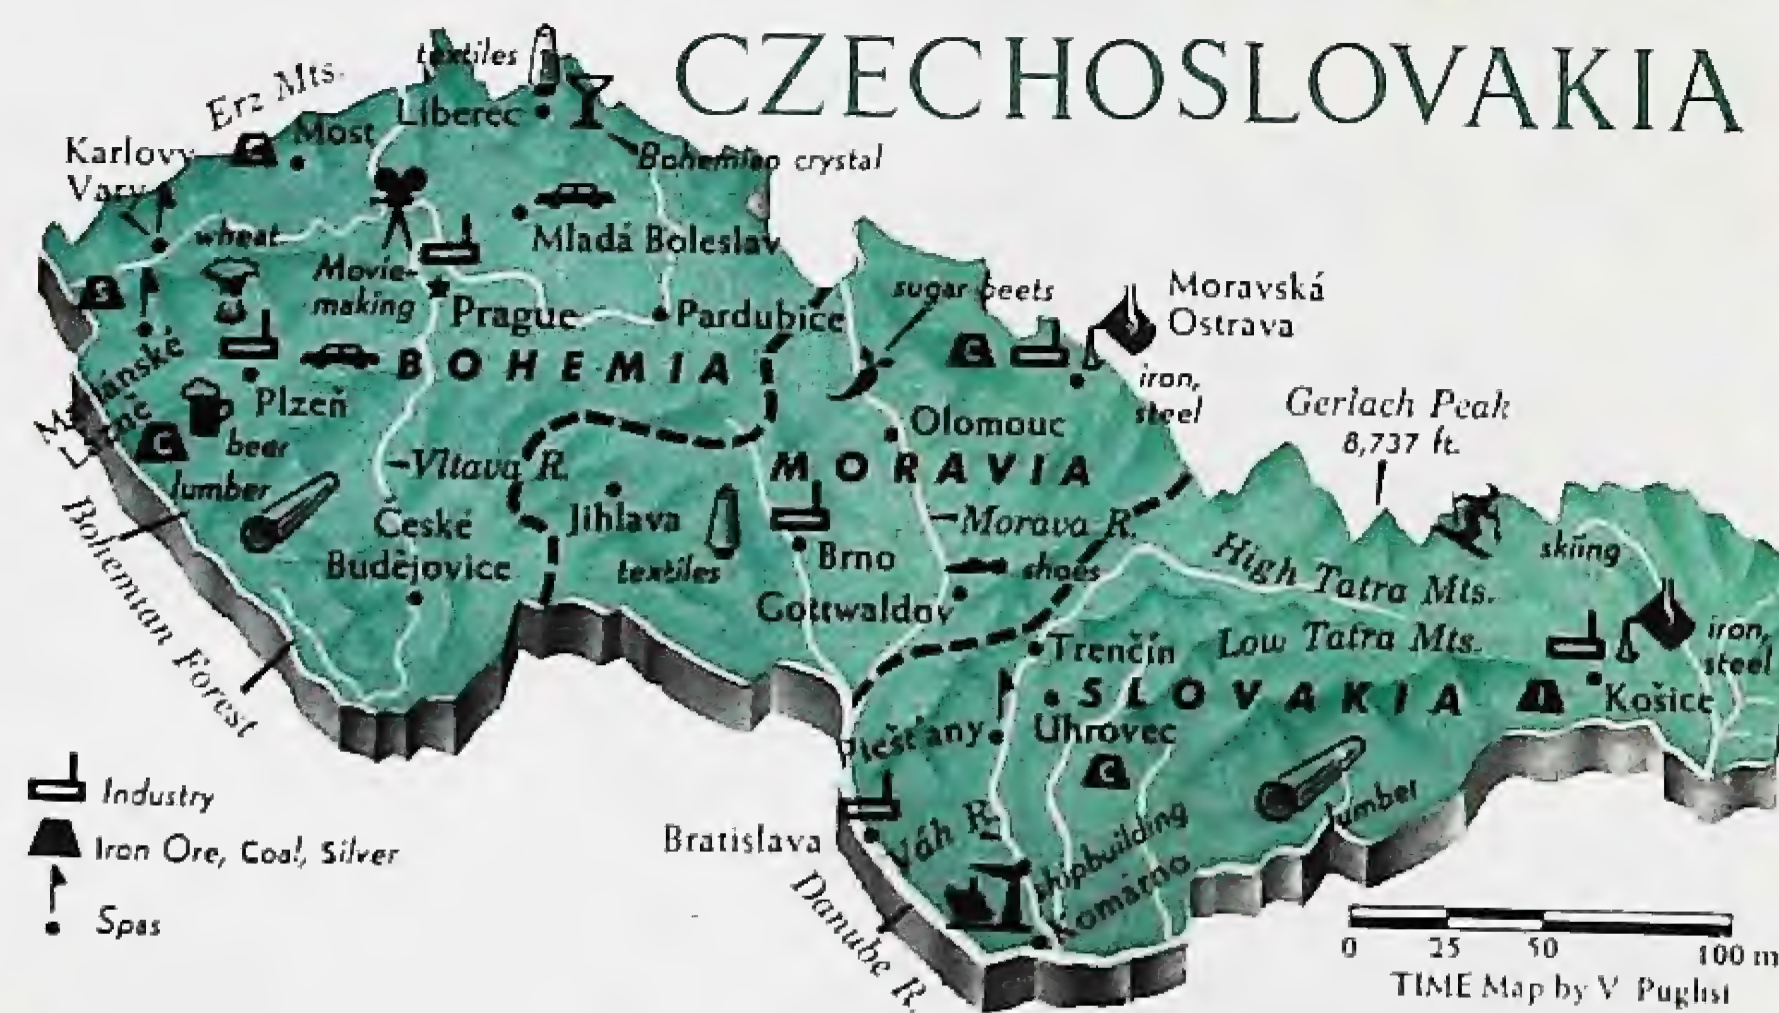 CZECHOSLOVAKIA
textiles
Erz Mts.
Liberec
Most
Karlovy
Vary
Bohemian crystal
wheat
Mladá Boleslav
Movie-
making
Prague
Pardubice
sugar beets
Moravská
Ostrava
iron,
steel
BOHEMIA
Mariánské
Lázně
Plzeň
beer
Olomouc
Gerlach Peak
8,737 ft.
Vltava R.
MORAVIA
lumber
České
Budějovice
Jihlava
textiles
Brno
Morava R.
shoes
Gottwaldov
High Tatra Mts.
skiing
Bohemian Forest
Trenčín
Low Tatra Mts.
iron,
steel
SLOVAKIA
Košice
Piešťany
Uhrovec
Industry
Iron Ore, Coal, Silver
Spas
Bratislava
Váh R.
shipbuilding
Komárno
lumber
Danube R.
0 25 50 100 m
TIME Map by V Puglisi